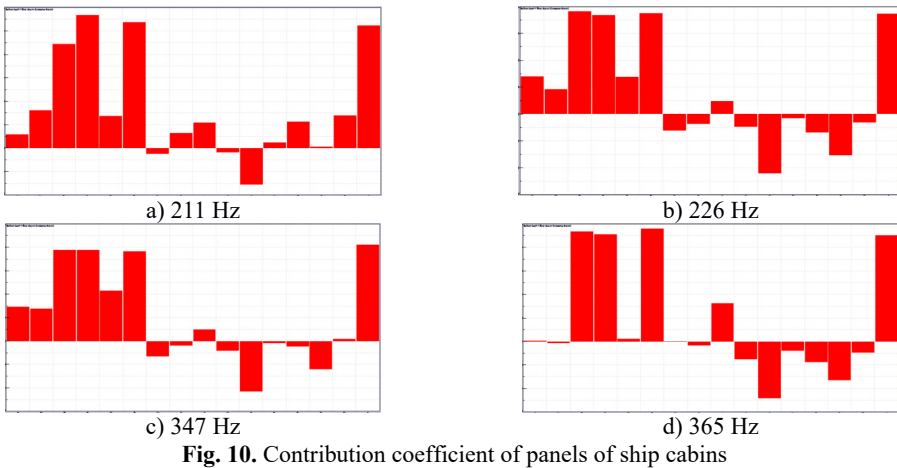 a) 211 Hz
b) 226 Hz
c) 347 Hz
d) 365 Hz
Fig. 10. Contribution coefficient of panels of ship cabins